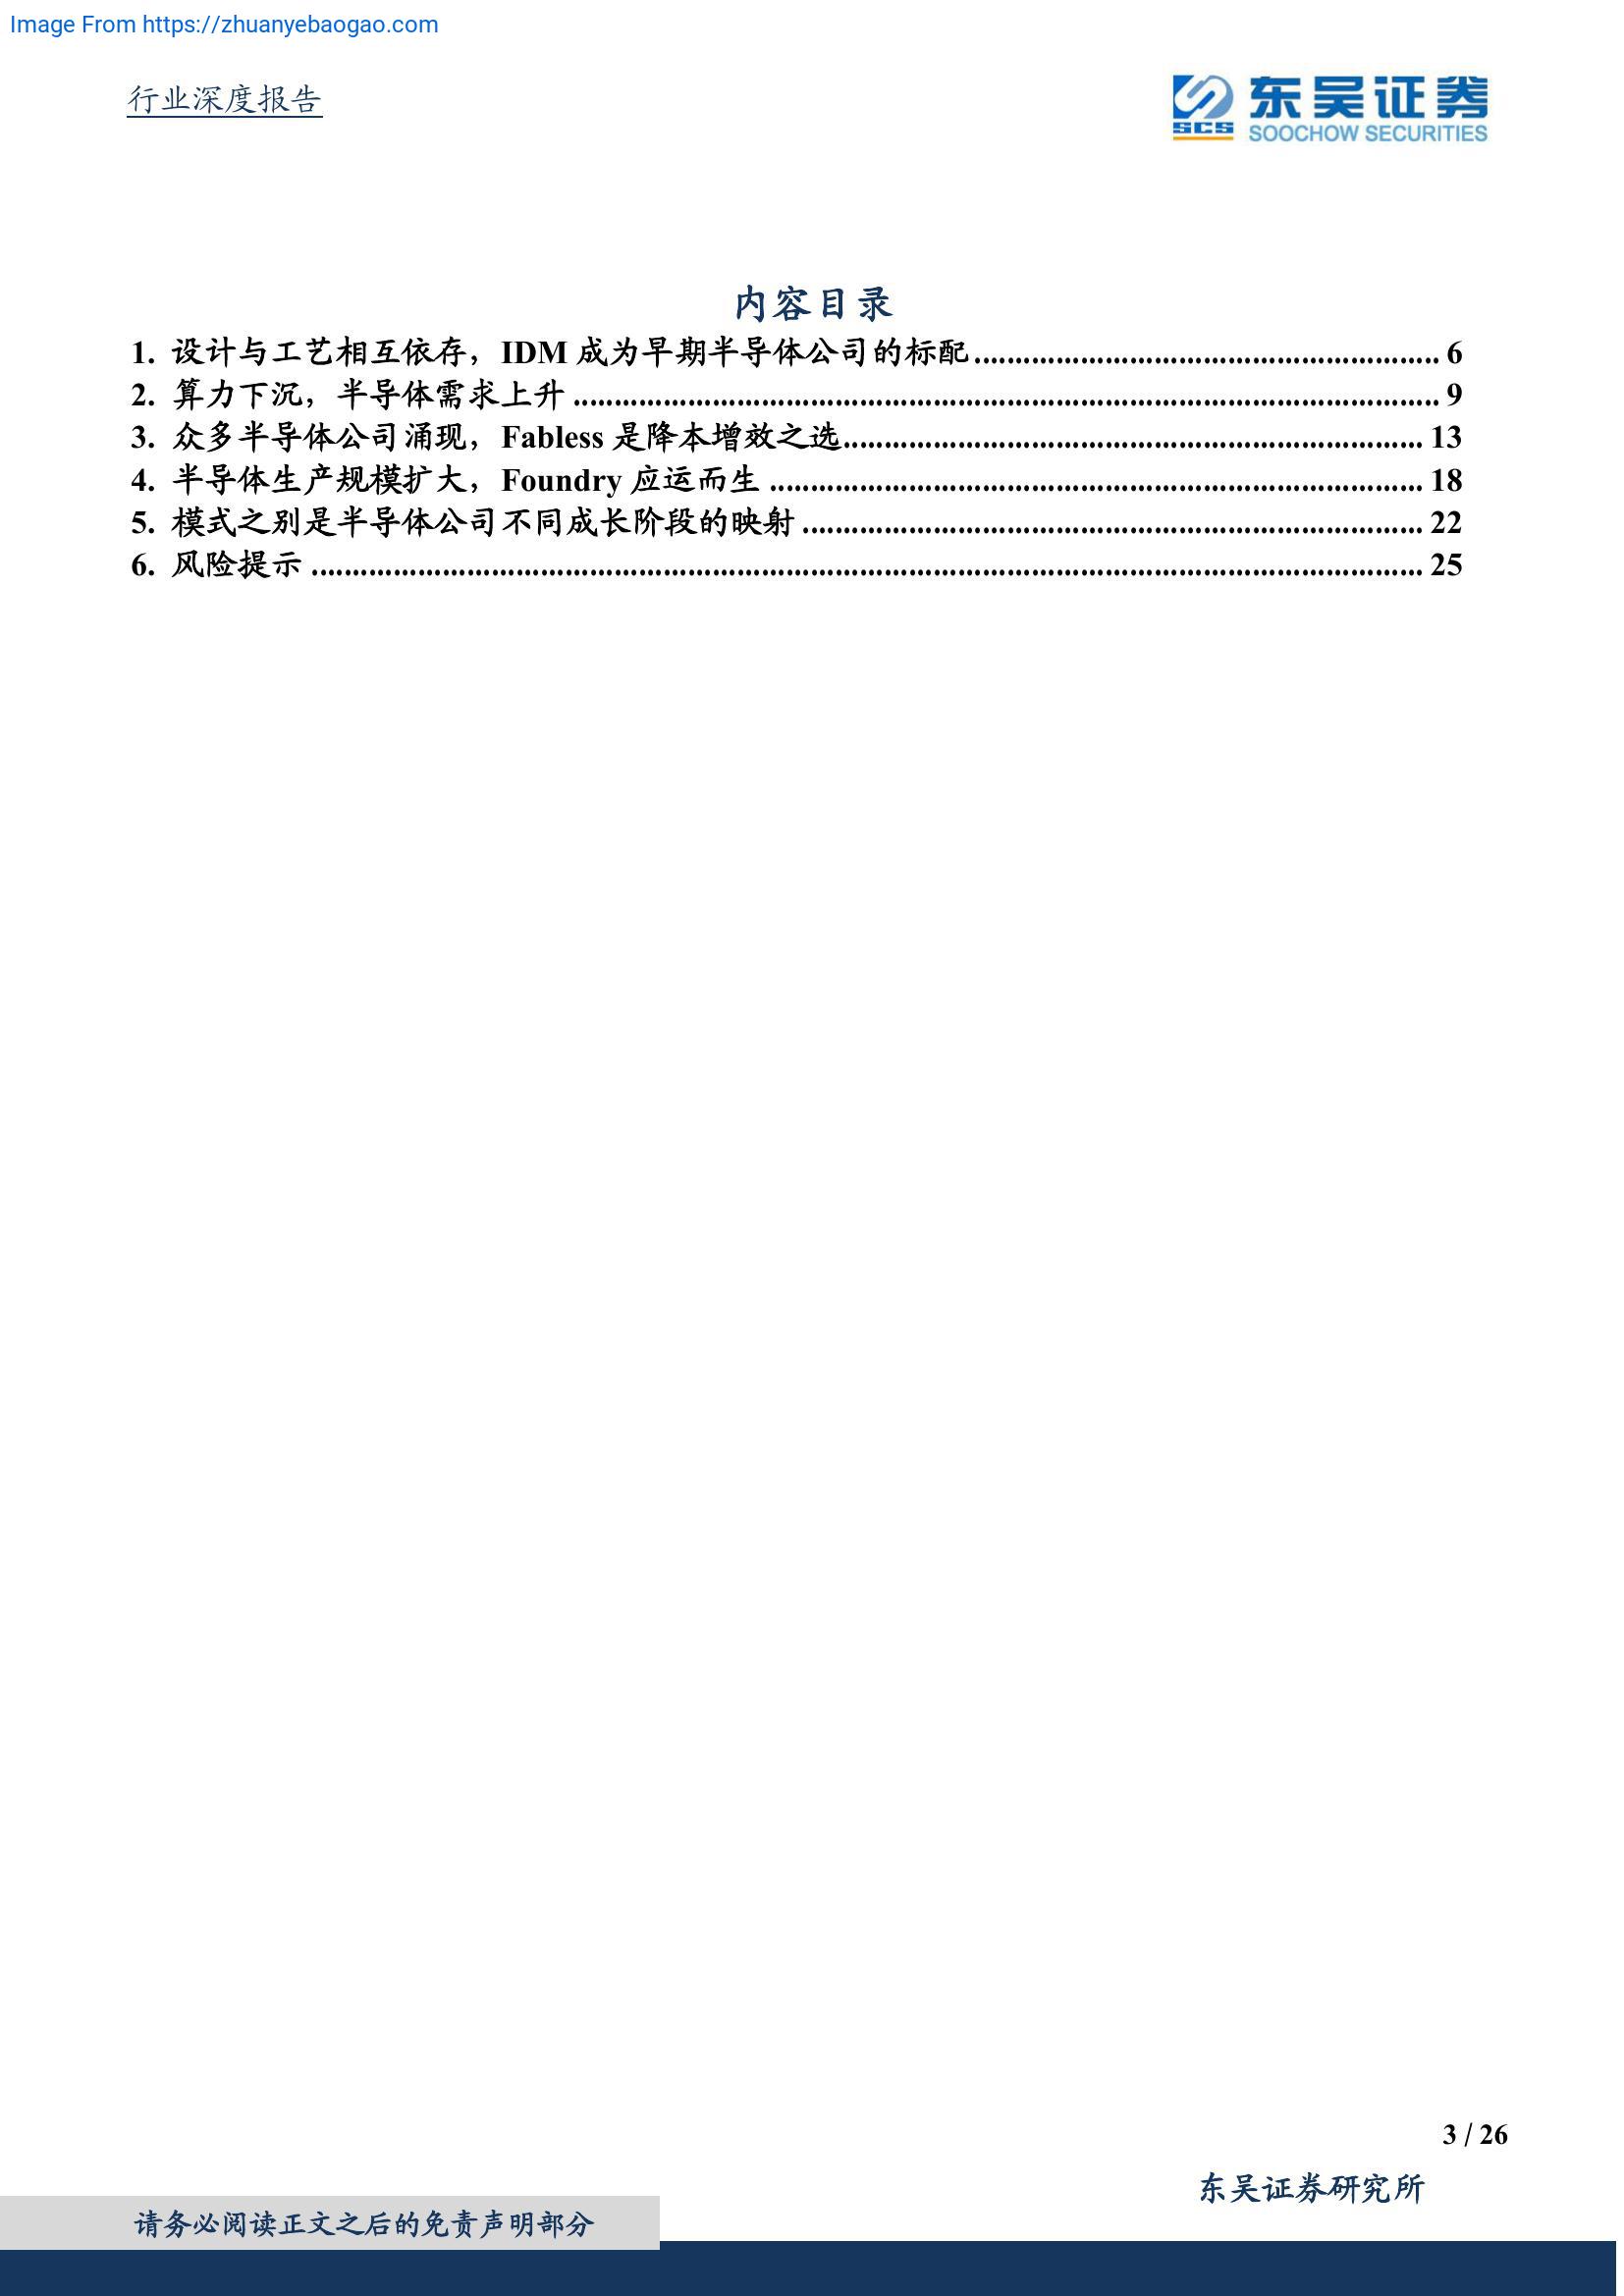 Image From https://zhuanyebaogao.com
行业深度报告
东吴证券
SCS
SOOCHOW SECURITIES
内容目录
1. 设计与工艺相互依存，IDM 成为早期半导体公司的标配 6
2. 算力下沉，半导体需求上升 9
3. 众多半导体公司涌现，Fabless 是降本增效之选 13
4. 半导体生产规模扩大，Foundry 应运而生 18
5. 模式之别是半导体公司不同成长阶段的映射 22
6. 风险提示 25
3 / 26
东吴证券研究所
请务必阅读正文之后的免责声明部分